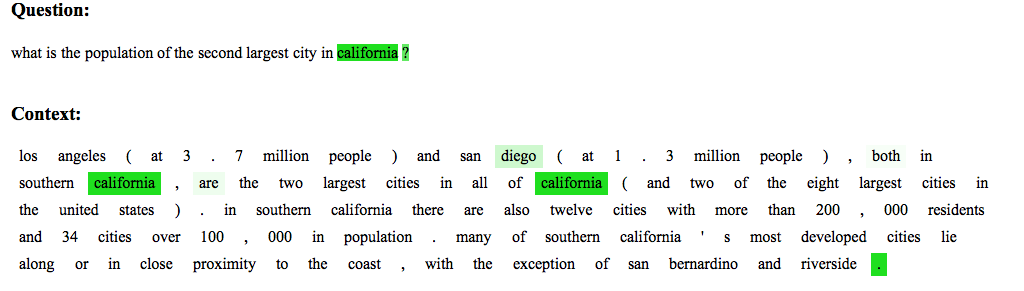 Question:
what is the population of the second largest city in california ?
Context:
los angeles ( at 3 . 7 million people ) and san diego ( at 1 . 3 million people ) , both in
southern california , are the two largest cities in all of california ( and two of the eight largest cities in
the united states ) . in southern california there are also twelve cities with more than 200 , 000 residents
and 34 cities over 100 , 000 in population . many of southern california ' s most developed cities lie
along or in close proximity to the coast , with the exception of san bernardino and riverside .